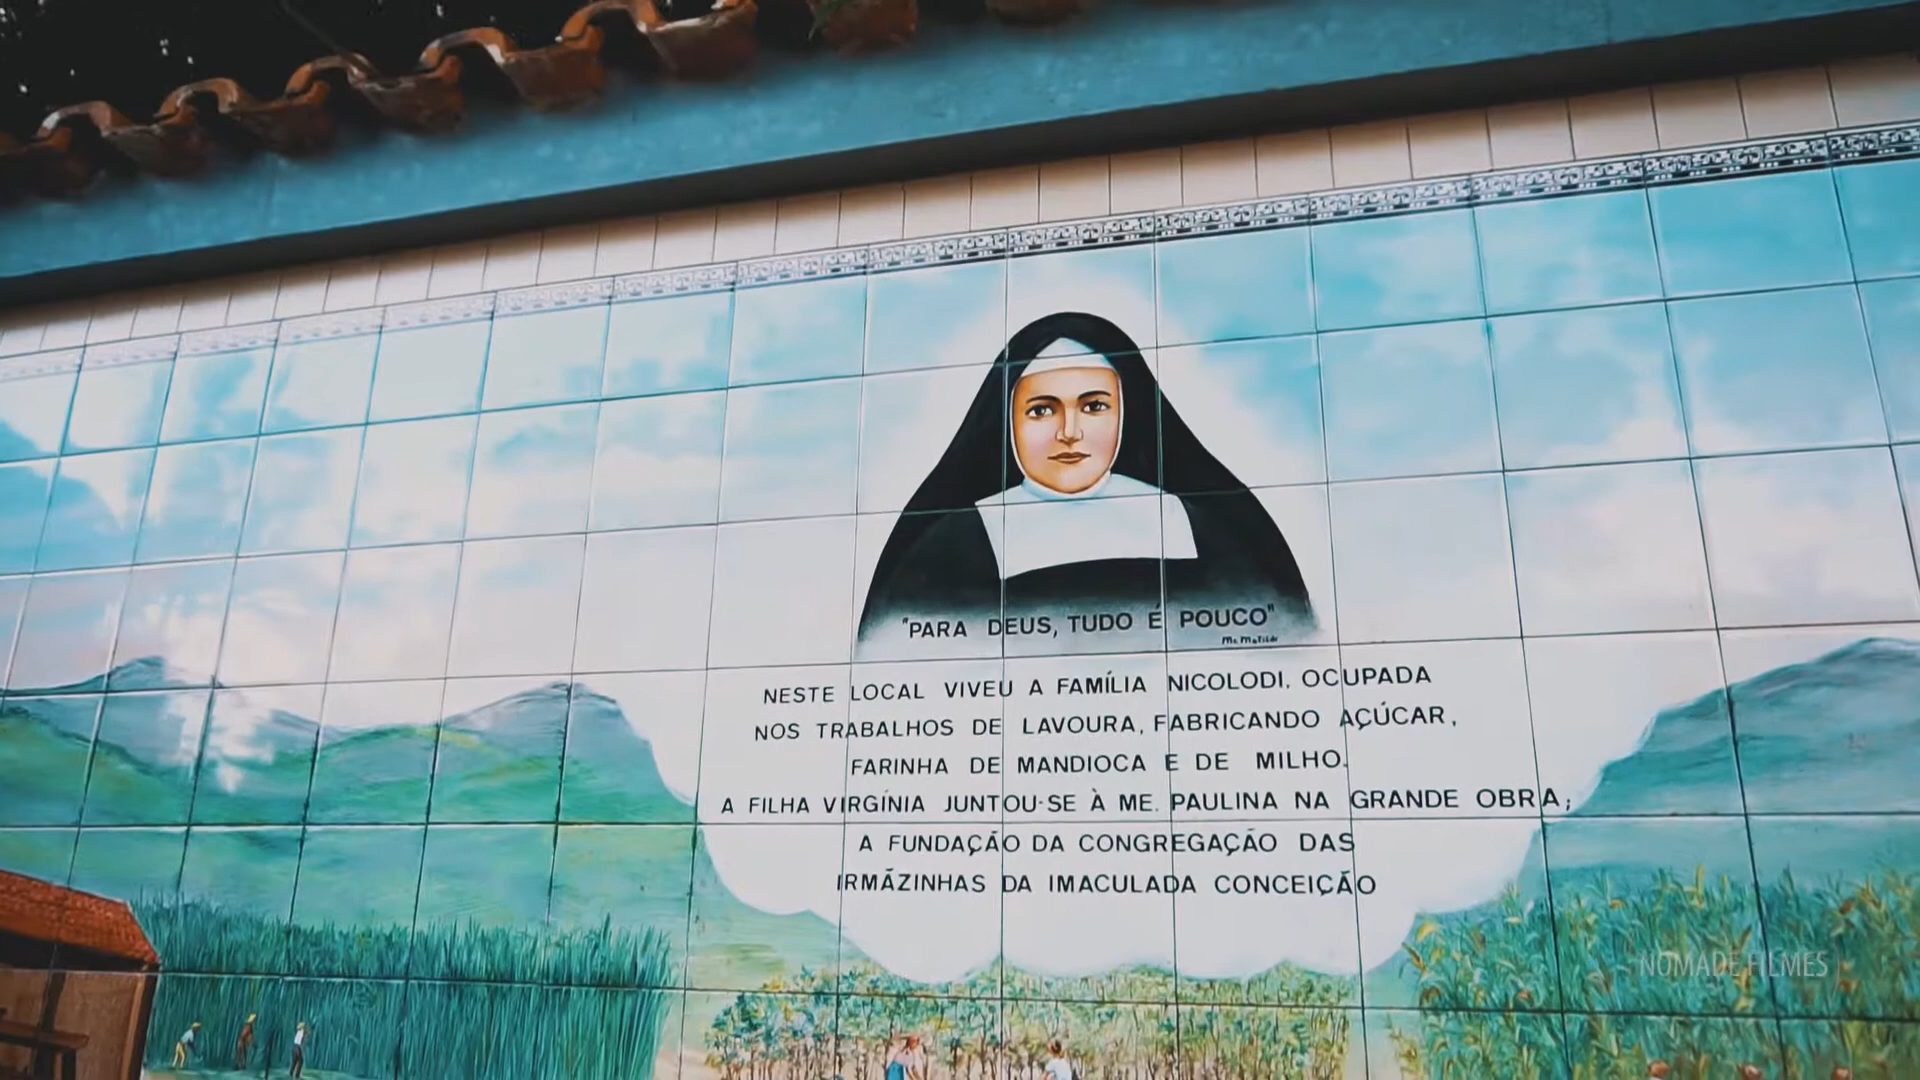 "PARA DEUS, TUDO É POUCO"
Me Matilde
NESTE LOCAL VIVEU A FAMÍLIA NICOLODI, OCUPADA
NOS TRABALHOS DE LAVOURA, FABRICANDO AÇÚCAR,
FARINHA DE MANDIOCA E DE MILHO.
A FILHA VIRGÍNIA JUNTOU-SE À ME. PAULINA NA GRANDE OBRA;
A FUNDAÇÃO DA CONGREGAÇÃO DAS
IRMÃZINHAS DA IMACULADA CONCEIÇÃO
NOMADE FILMES